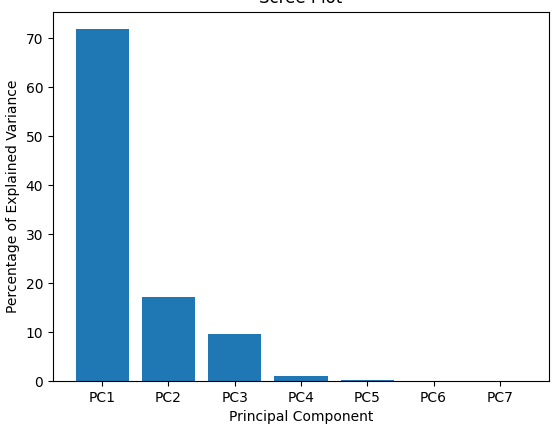 Scree Plot
Percentage of Explained Variance
70
60
50
40
30
20
10
0
PC1 PC2 PC3 PC4 PC5 PC6 PC7
Principal Component